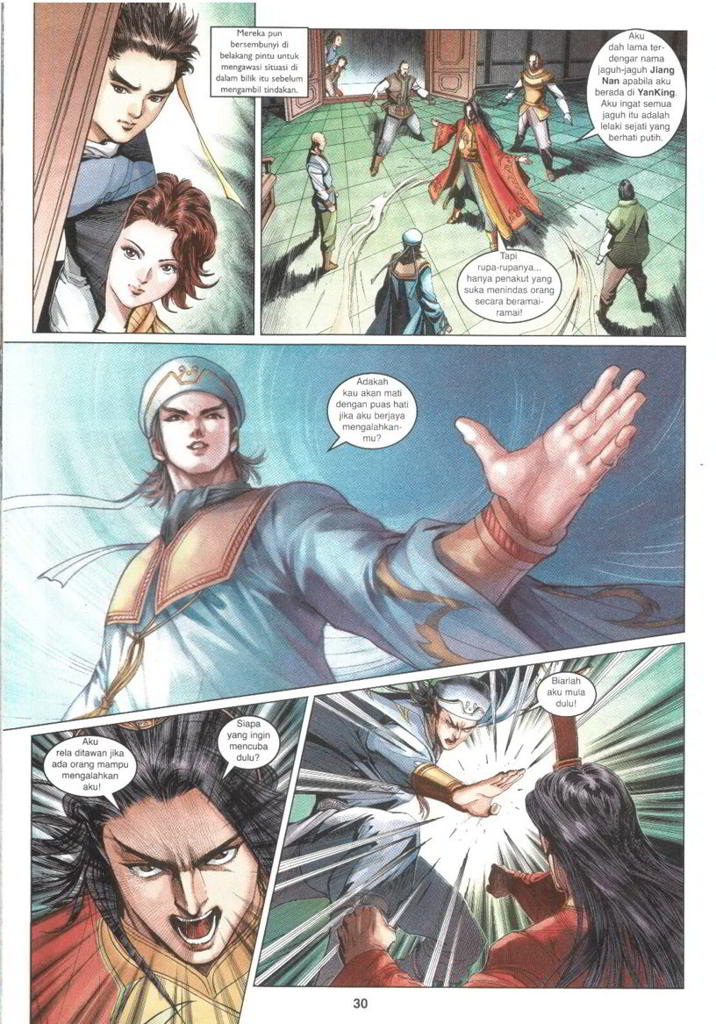 Mereka pun
bersembunyi di
belakang pintu untuk
mengawasi situasi di
dalam bilik itu sebelum
mengambil tindakan.
Aku
dah lama ter-
dengar nama
jaguh-jaguh Jiang
Nan apabila aku
berada di YanKing.
Aku ingat semua
jaguh itu adalah
lelaki sejati yang
berhati putih.
Tapi
rupa-rupanya...
hanya penakut yang
suka menindas orang
secara beramai-
ramai!
Adakah
kau akan mati
dengan puas hati
jika aku berjaya
mengalahkan-
mu?
Aku
rela ditawan jika
ada orang mampu
mengalahkan
aku!
Siapa
yang ingin
mencuba
dulu?
Biarlah
aku mula
dulu!
30